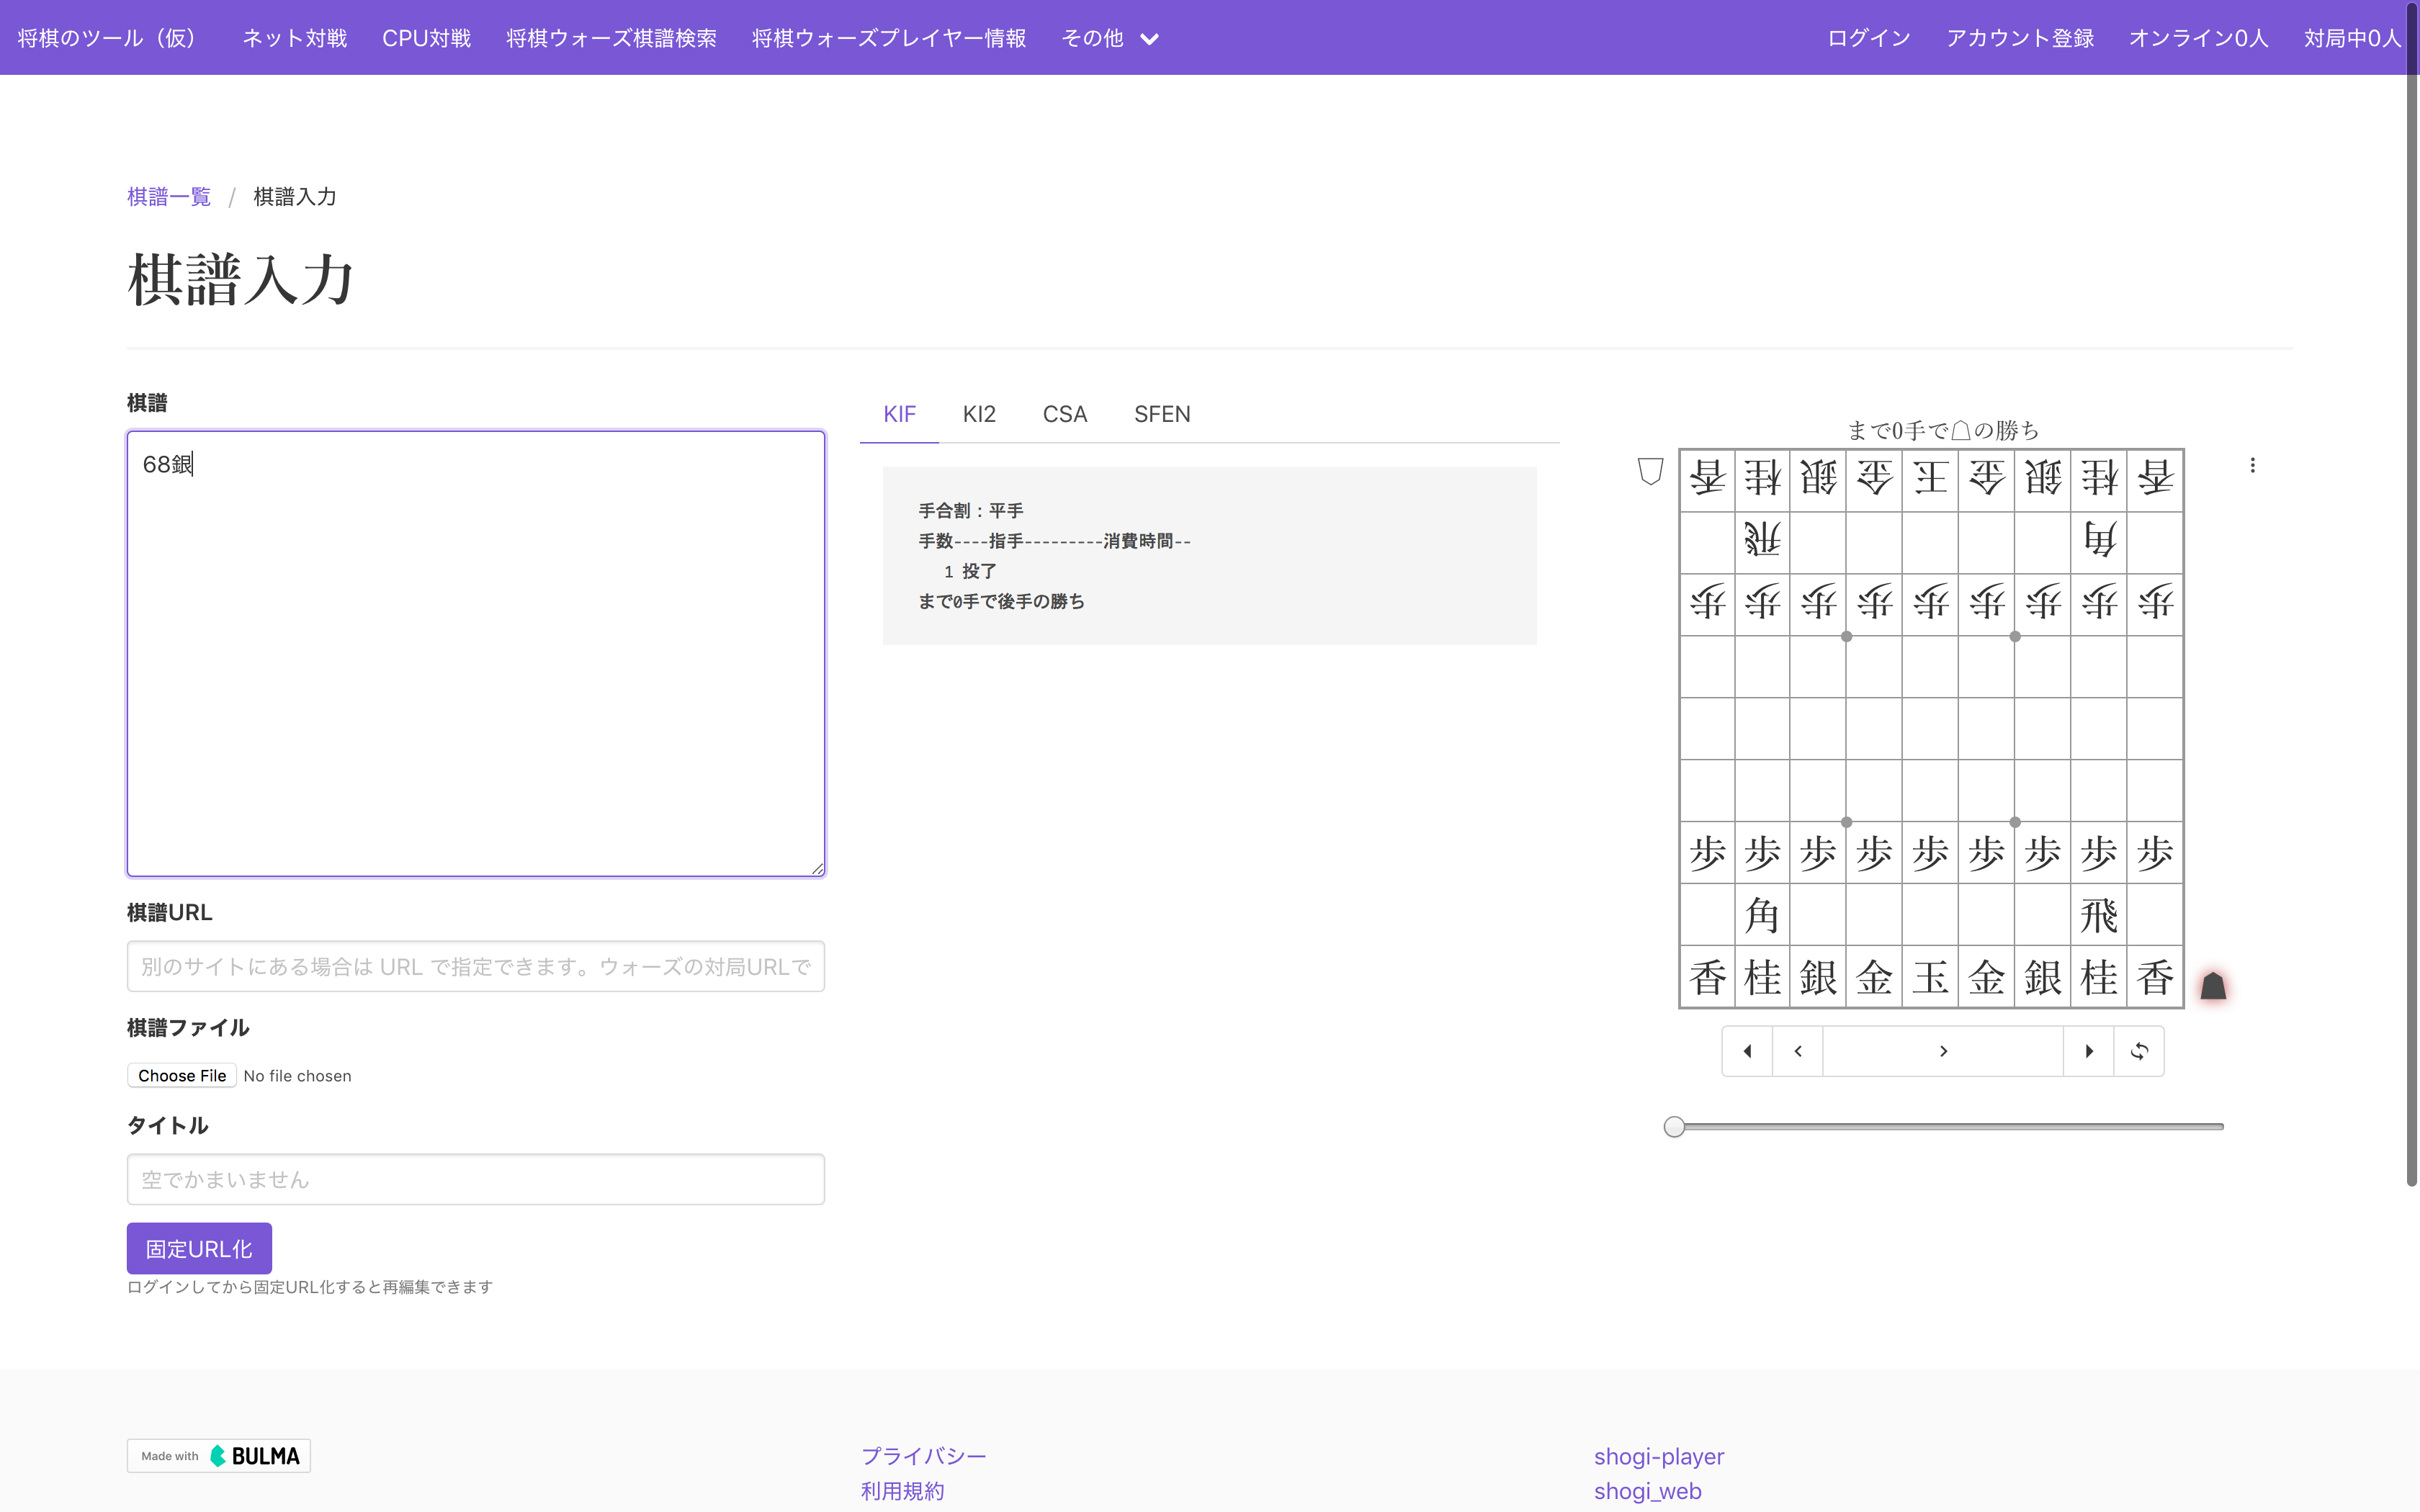 将棋のツール（仮） ネット対戦 CPU対戦 将棋ウォーズ棋譜検索 将棋ウォーズプレイヤー情報 その他 ログイン アカウント登録 オンライン0人 対局中0人
棋譜一覧 / 棋譜入力
棋譜入力
棋譜
68銀
棋譜URL
別のサイトにある場合は URL で指定できます。ウォーズの対局URLで
棋譜ファイル
Choose File No file chosen
タイトル
空でかまいません
固定URL化
ログインしてから固定URL化すると再編集できます
KIF KI2 CSA SFEN
手合割：平手
手数----指手---------消費時間--
1 投了
まで0手で後手の勝ち
まで0手で☖の勝ち
香桂銀金王金銀桂香
飛角
歩歩歩歩歩歩歩歩歩
歩歩歩歩歩歩歩歩歩
角飛
香桂銀金玉金銀桂香
Made with BULMA
プライバシー
利用規約
shogi-player
shogi_web